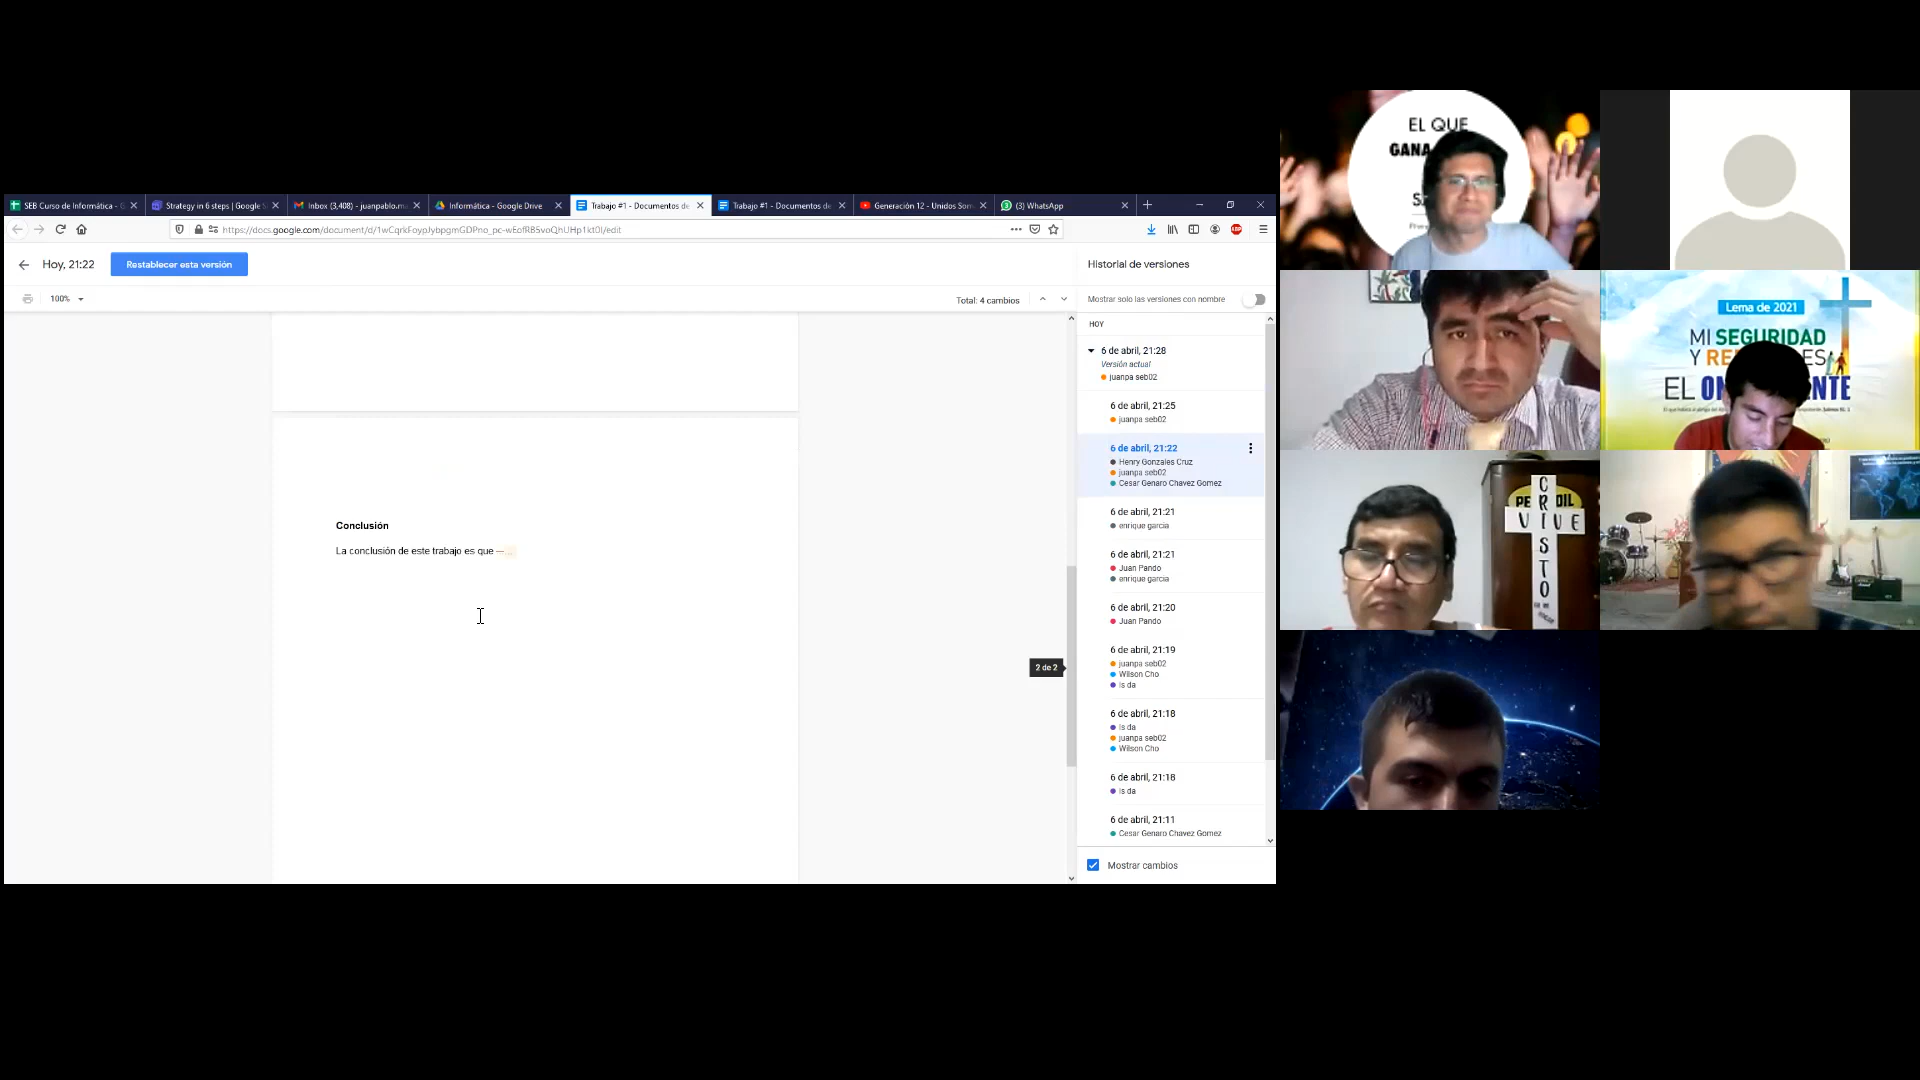 SEB Curso de Informática - G
Strategy in 6 steps | Google S
Inbox (3,408) - juanpablo.m
Informática - Google Drive
Trabajo #1 - Documentos de
Trabajo #1 - Documentos de
Generación 12 - Unidos Som
(3) WhatsApp
Hoy, 21:22
Restablecer esta versión
Historial de versiones
100%
Total: 4 cambios
Mostrar solo las versiones con nombre
HOY
6 de abril, 21:28
Versión actual
juanpa seb02
6 de abril, 21:25
juanpa seb02
6 de abril, 21:22
Henry Gonzales Cruz
juanpa seb02
Cesar Genaro Chavez Gomez
6 de abril, 21:21
enrique garcia
6 de abril, 21:21
Juan Pando
enrique garcia
6 de abril, 21:20
Juan Pando
6 de abril, 21:19
juanpa seb02
Wilson Cho
is da
6 de abril, 21:18
is da
juanpa seb02
Wilson Cho
6 de abril, 21:18
is da
6 de abril, 21:11
Cesar Genaro Chavez Gomez
Mostrar cambios
Conclusión
La conclusión de este trabajo es que —...
2 de 2
EL QUE
GANA
Lema de 2021
MI SEGURIDAD
Y RE ES
EL OM ENTE
CRISTO
VIVE